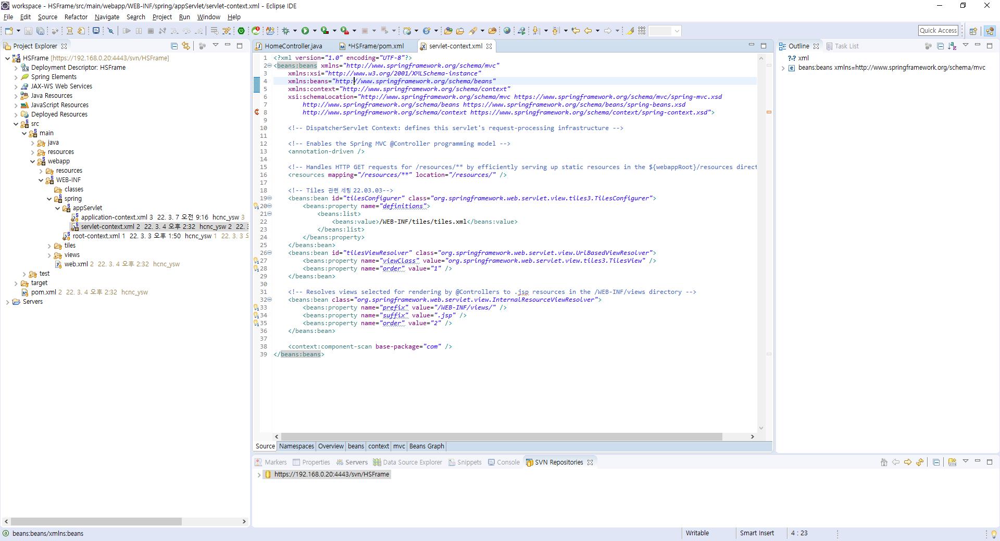 workspace - HSFrame/src/main/webapp/WEB-INF/spring/appServlet/servlet-context.xml - Eclipse IDE
File Edit Source Refactor Navigate Search Project Run Window Help
Quick Access
Project Explorer
HSFrame [https://192.168.0.20:4443/svn/HSFrame]
Deployment Descriptor: HSFrame
Spring Elements
JAX-WS Web Services
Java Resources
JavaScript Resources
Deployed Resources
src
main
java
resources
webapp
resources
WEB-INF
classes
spring
appServlet
application-context.xml 3 22. 3. 7 오전 9:16 hcnc_ysw 3
servlet-context.xml 2 22. 3. 4 오후 2:32 hcnc_ysw 2 22. 3
root-context.xml 1 22. 3. 3 오후 1:50 hcnc_ysw 1 22. 3. 3 오
tiles
views
web.xml 2 22. 3. 4 오후 2:32 hcnc_ysw
test
target
pom.xml 2 22. 3. 4 오후 2:32 hcnc_ysw
Servers
HomeController.java *HSFrame/pom.xml servlet-context.xml
1 <?xml version="1.0" encoding="UTF-8"?>
2 <beans:beans xmlns="http://www.springframework.org/schema/mvc"
3 xmlns:xsi="http://www.w3.org/2001/XMLSchema-instance"
4 xmlns:beans="http://www.springframework.org/schema/beans"
5 xmlns:context="http://www.springframework.org/schema/context"
6 xsi:schemaLocation="http://www.springframework.org/schema/mvc https://www.springframework.org/schema/mvc/spring-mvc.xsd
7 http://www.springframework.org/schema/beans https://www.springframework.org/schema/beans/spring-beans.xsd
8 http://www.springframework.org/schema/context https://www.springframework.org/schema/context/spring-context.xsd">
9
10 <!-- DispatcherServlet Context: defines this servlet's request-processing infrastructure -->
11
12 <!-- Enables the Spring MVC @Controller programming model -->
13 <annotation-driven />
14
15 <!-- Handles HTTP GET requests for /resources/** by efficiently serving up static resources in the ${webappRoot}/resources direct
16 <resources mapping="/resources/**" location="/resources/" />
17
18 <!-- Tiles 관련 세팅 22.03.03-->
19 <beans:bean id="tilesConfigurer" class="org.springframework.web.servlet.view.tiles3.TilesConfigurer">
20 <beans:property name="definitions">
21 <beans:list>
22 <beans:value>/WEB-INF/tiles/tiles.xml</beans:value>
23 </beans:list>
24 </beans:property>
25 </beans:bean>
26 <beans:bean id="tilesViewResolver" class="org.springframework.web.servlet.view.UrlBasedViewResolver">
27 <beans:property name="viewClass" value="org.springframework.web.servlet.view.tiles3.TilesView" />
28 <beans:property name="order" value="1" />
29 </beans:bean>
30
31 <!-- Resolves views selected for rendering by @Controllers to .jsp resources in the /WEB-INF/views directory -->
32 <beans:bean class="org.springframework.web.servlet.view.InternalResourceViewResolver">
33 <beans:property name="prefix" value="/WEB-INF/views/" />
34 <beans:property name="suffix" value=".jsp" />
35 <beans:property name="order" value="2" />
36 </beans:bean>
37
38 <context:component-scan base-package="com" />
39 </beans:beans>
Source Namespaces Overview beans context mvc Beans Graph
Outline Task List
xml
beans:beans xmlns=http://www.springframework.org/schema/mvc
Markers Properties Servers Data Source Explorer Snippets Console SVN Repositories
https://192.168.0.20:4443/svn/HSFrame
beans:beans/xmlns:beans
Writable Smart Insert 4 : 23